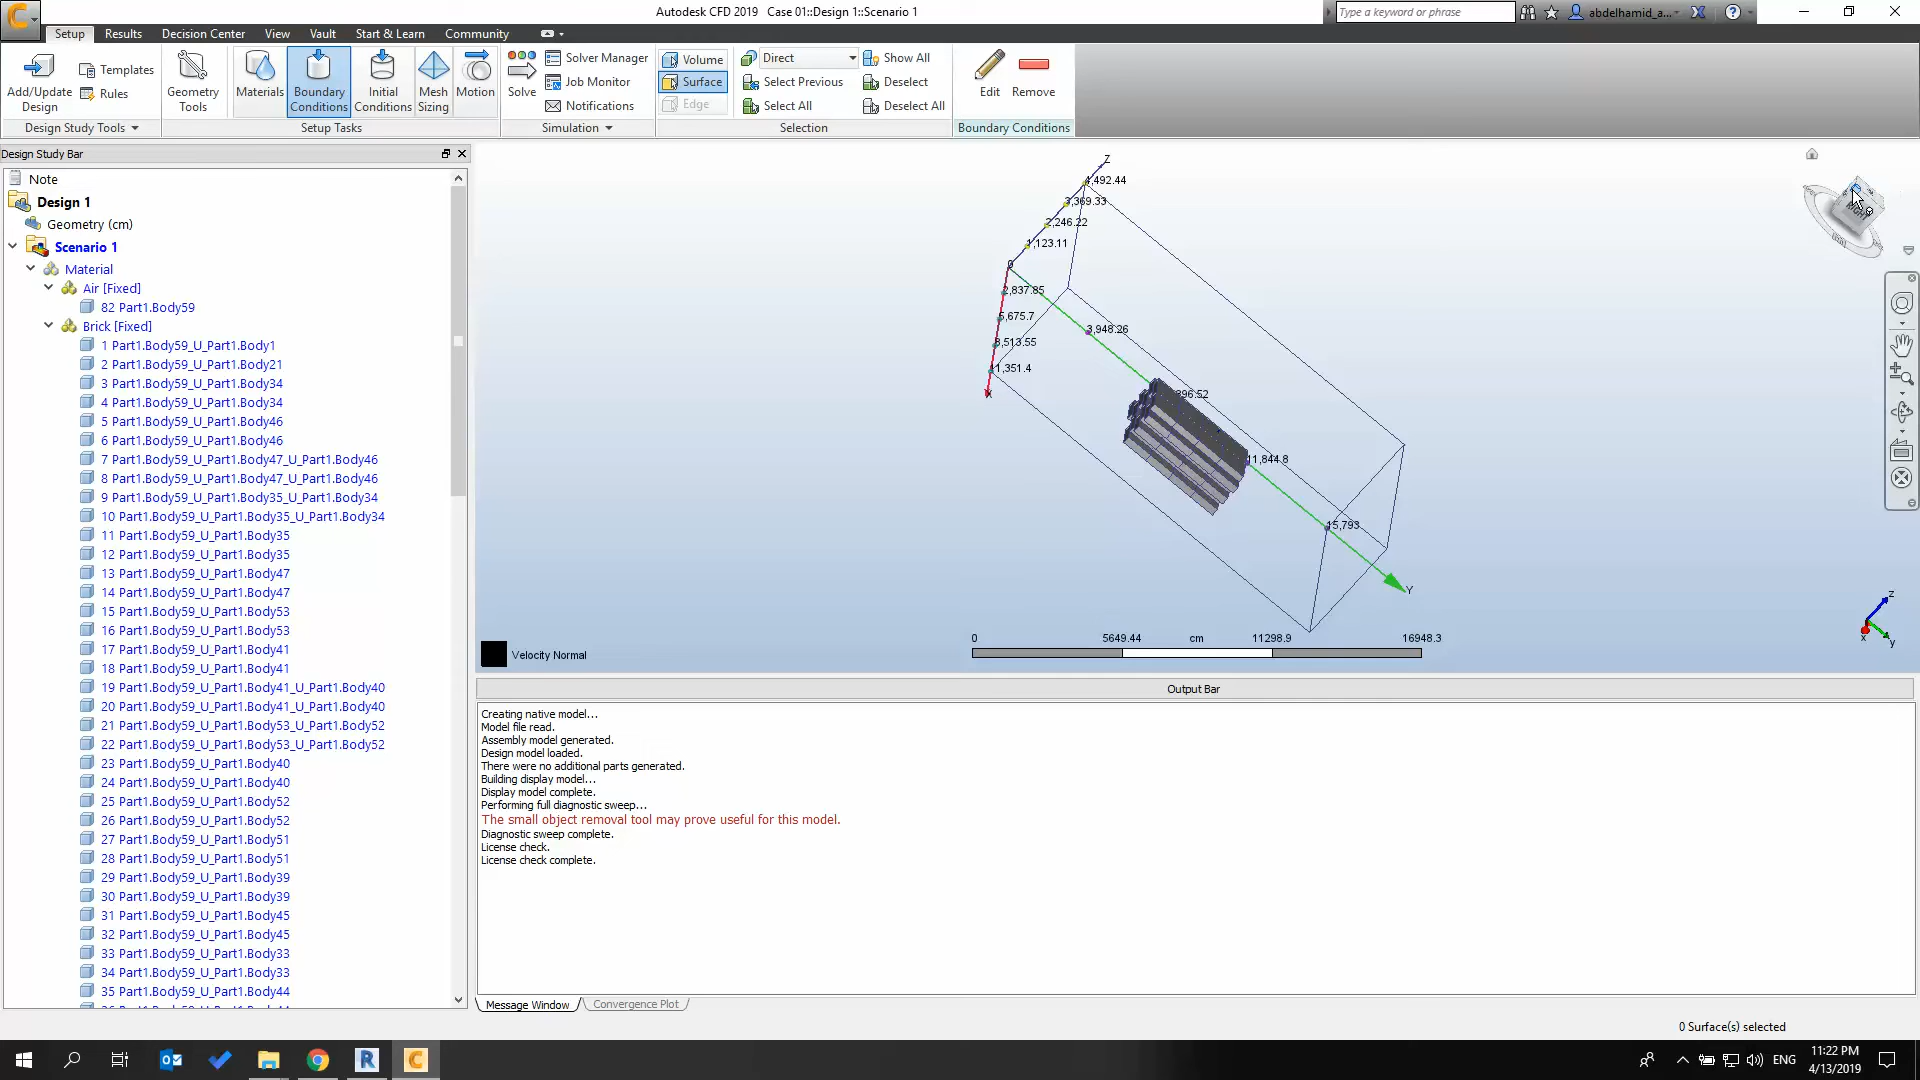 Autodesk CFD 2019   Case 01::Design 1::Scenario 1
Type a keyword or phrase
abdelhamid_a...
Setup
Results
Decision Center
View
Vault
Start & Learn
Community
Add/Update Design
Templates
Rules
Geometry Tools
Materials
Boundary Conditions
Initial Conditions
Mesh Sizing
Motion
Solve
Solver Manager
Job Monitor
Notifications
Volume
Surface
Edge
Direct
Select Previous
Select All
Show All
Deselect
Deselect All
Edit
Remove
Design Study Tools
Setup Tasks
Simulation
Selection
Boundary Conditions
Design Study Bar
Note
Design 1
Geometry (cm)
Scenario 1
Material
Air [Fixed]
82 Part1.Body59
Brick [Fixed]
1 Part1.Body59_U_Part1.Body1
2 Part1.Body59_U_Part1.Body21
3 Part1.Body59_U_Part1.Body34
4 Part1.Body59_U_Part1.Body34
5 Part1.Body59_U_Part1.Body46
6 Part1.Body59_U_Part1.Body46
7 Part1.Body59_U_Part1.Body47_U_Part1.Body46
8 Part1.Body59_U_Part1.Body47_U_Part1.Body46
9 Part1.Body59_U_Part1.Body35_U_Part1.Body34
10 Part1.Body59_U_Part1.Body35_U_Part1.Body34
11 Part1.Body59_U_Part1.Body35
12 Part1.Body59_U_Part1.Body35
13 Part1.Body59_U_Part1.Body47
14 Part1.Body59_U_Part1.Body47
15 Part1.Body59_U_Part1.Body53
16 Part1.Body59_U_Part1.Body53
17 Part1.Body59_U_Part1.Body41
18 Part1.Body59_U_Part1.Body41
19 Part1.Body59_U_Part1.Body41_U_Part1.Body40
20 Part1.Body59_U_Part1.Body41_U_Part1.Body40
21 Part1.Body59_U_Part1.Body53_U_Part1.Body52
22 Part1.Body59_U_Part1.Body53_U_Part1.Body52
23 Part1.Body59_U_Part1.Body40
24 Part1.Body59_U_Part1.Body40
25 Part1.Body59_U_Part1.Body52
26 Part1.Body59_U_Part1.Body52
27 Part1.Body59_U_Part1.Body51
28 Part1.Body59_U_Part1.Body51
29 Part1.Body59_U_Part1.Body39
30 Part1.Body59_U_Part1.Body39
31 Part1.Body59_U_Part1.Body45
32 Part1.Body59_U_Part1.Body45
33 Part1.Body59_U_Part1.Body33
34 Part1.Body59_U_Part1.Body33
35 Part1.Body59_U_Part1.Body44
Z
4,492.44
3,369.33
2,246.22
1,123.11
0
2,837.85
5,675.7
8,513.55
11,351.4
X
3,948.26
896.52
11,844.8
15,793
Y
RIGHT
Z
x
y
0 5649.44 cm 11298.9 16948.3
Velocity Normal
Output Bar
Creating native model...
Model file read.
Assembly model generated.
Design model loaded.
There were no additional parts generated.
Building display model...
Display model complete.
Performing full diagnostic sweep...
The small object removal tool may prove useful for this model.
Diagnostic sweep complete.
License check.
License check complete.
Message Window
Convergence Plot
0 Surface(s) selected
ENG
11:22 PM
4/13/2019